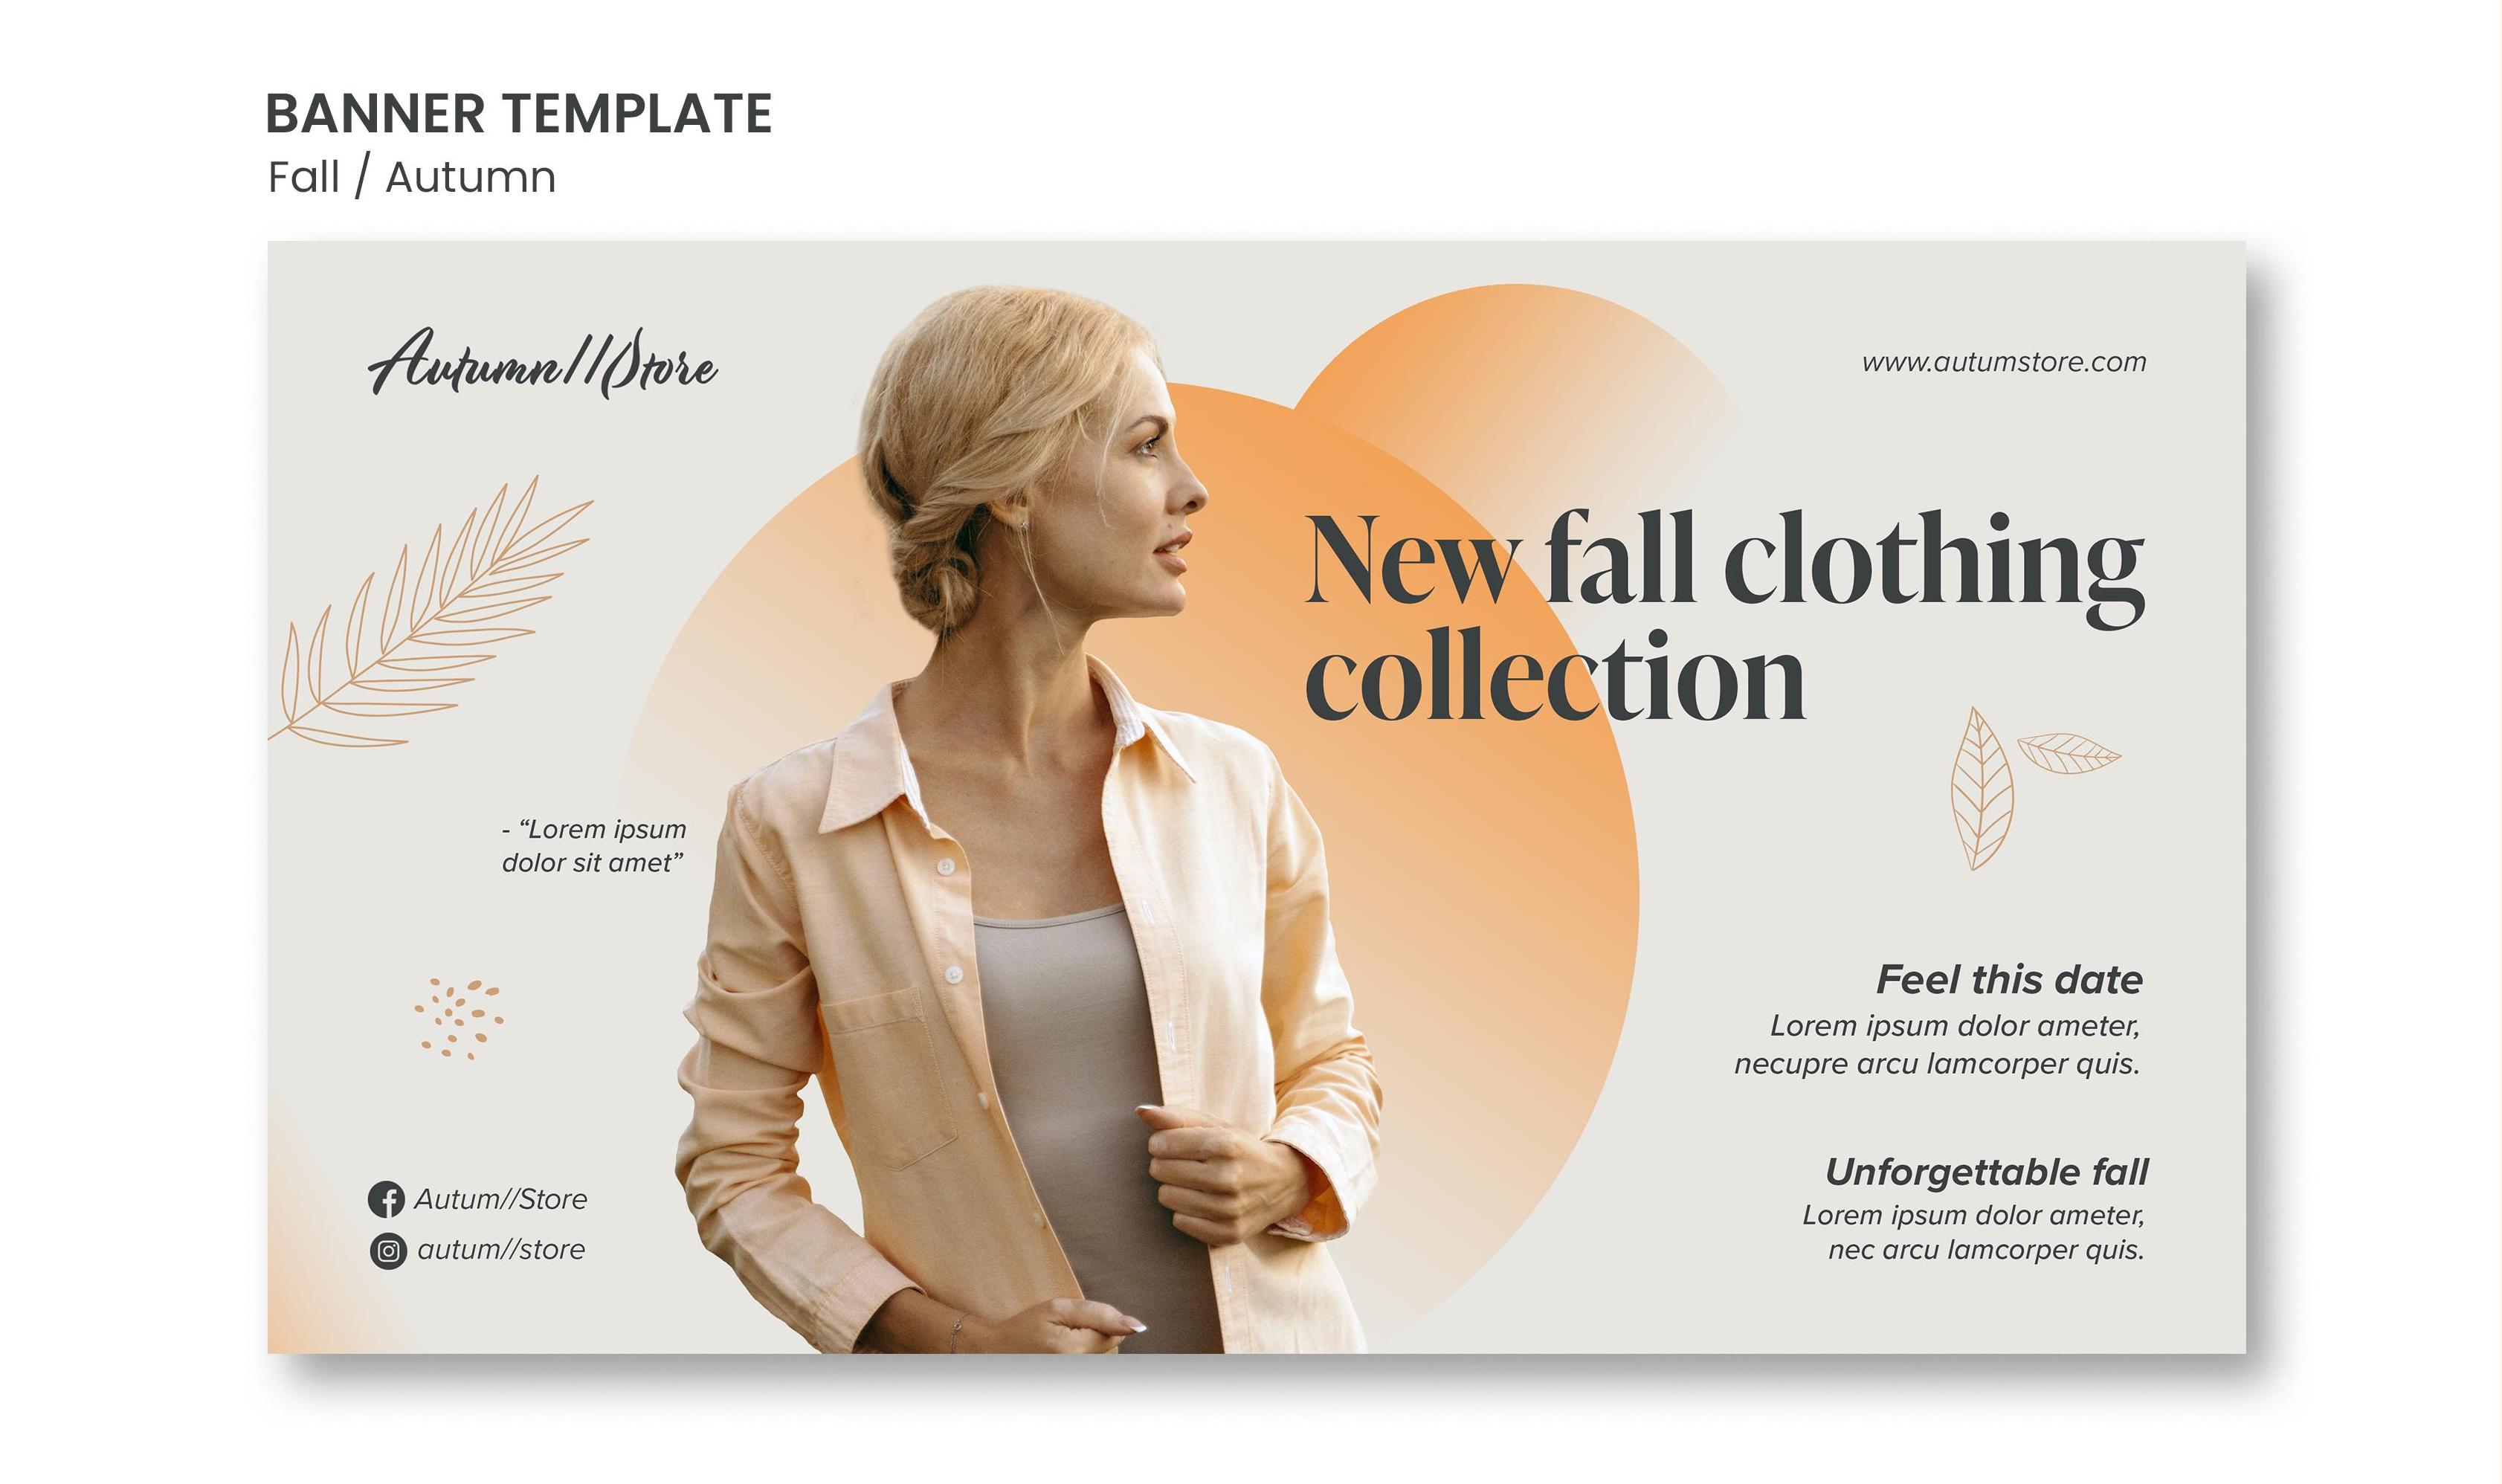 BANNER TEMPLATE
Fall / Autumn
Autumn//Store
www.autumstore.com
New fall clothing
collection
- “Lorem ipsum
dolor sit amet”
Feel this date
Lorem ipsum dolor ameter,
necupre arcu lamcorper quis.
Unforgettable fall
Lorem ipsum dolor ameter,
nec arcu lamcorper quis.
Autum//Store
autum//store